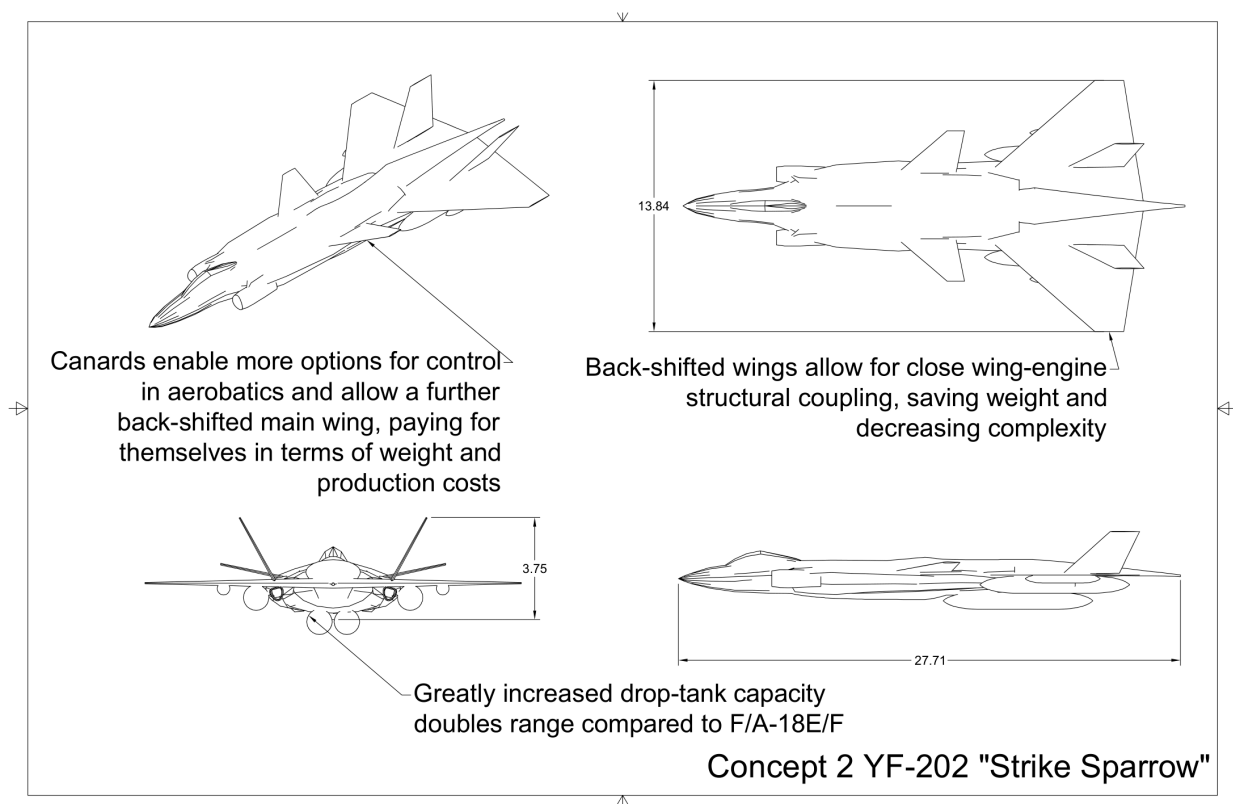 13.84
Canards enable more options for control
in aerobatics and allow a further
back-shifted main wing, paying for
themselves in terms of weight and
production costs
Back-shifted wings allow for close wing-engine
structural coupling, saving weight and
decreasing complexity
3.75
27.71
Greatly increased drop-tank capacity
doubles range compared to F/A-18E/F
Concept 2 YF-202 "Strike Sparrow"